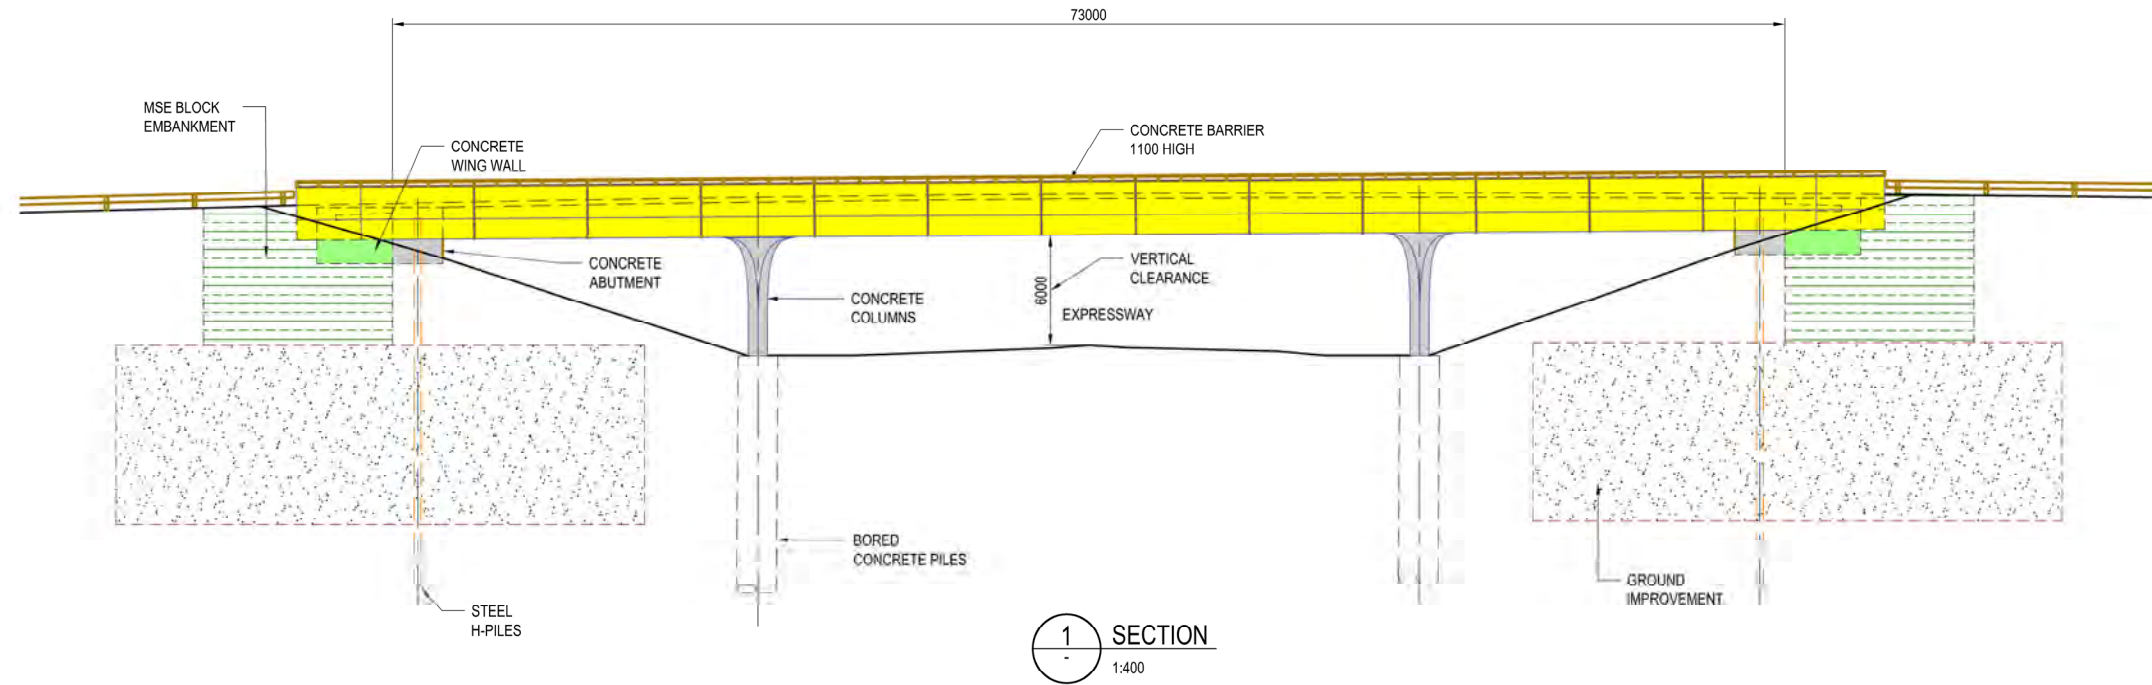 73000
MSE BLOCK
EMBANKMENT
CONCRETE
WING WALL
CONCRETE BARRIER
1100 HIGH
CONCRETE
ABUTMENT
CONCRETE
COLUMNS
6000
VERTICAL
CLEARANCE
EXPRESSWAY
BORED
CONCRETE PILES
STEEL
H-PILES
GROUND
IMPROVEMENT
1
-
SECTION
1:400